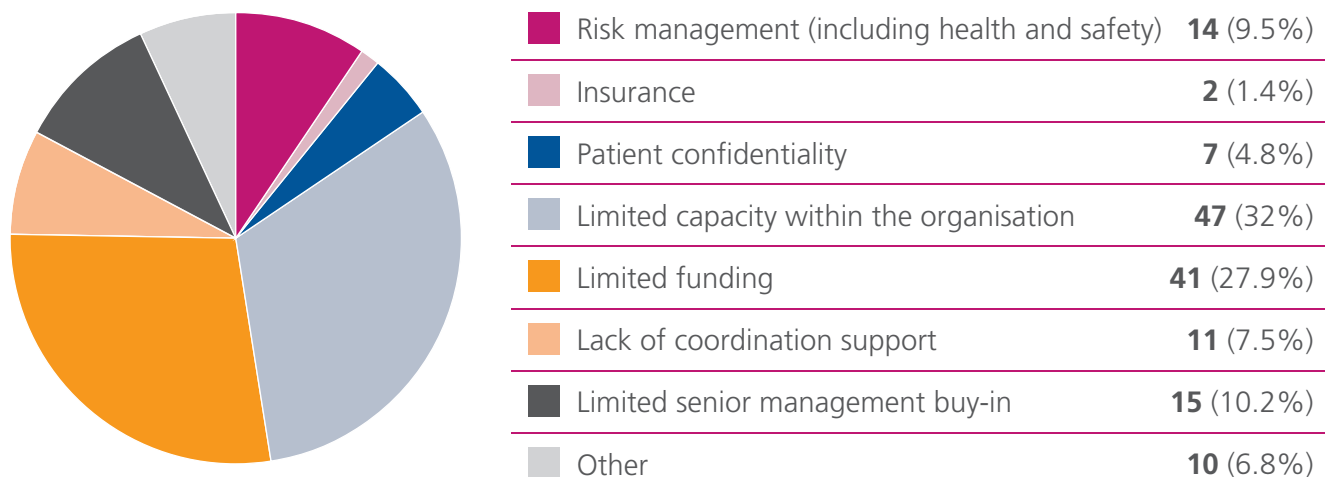 Risk management (including health and safety) 14 (9.5%)
Insurance 2 (1.4%)
Patient confidentiality 7 (4.8%)
Limited capacity within the organisation 47 (32%)
Limited funding 41 (27.9%)
Lack of coordination support 11 (7.5%)
Limited senior management buy-in 15 (10.2%)
Other 10 (6.8%)